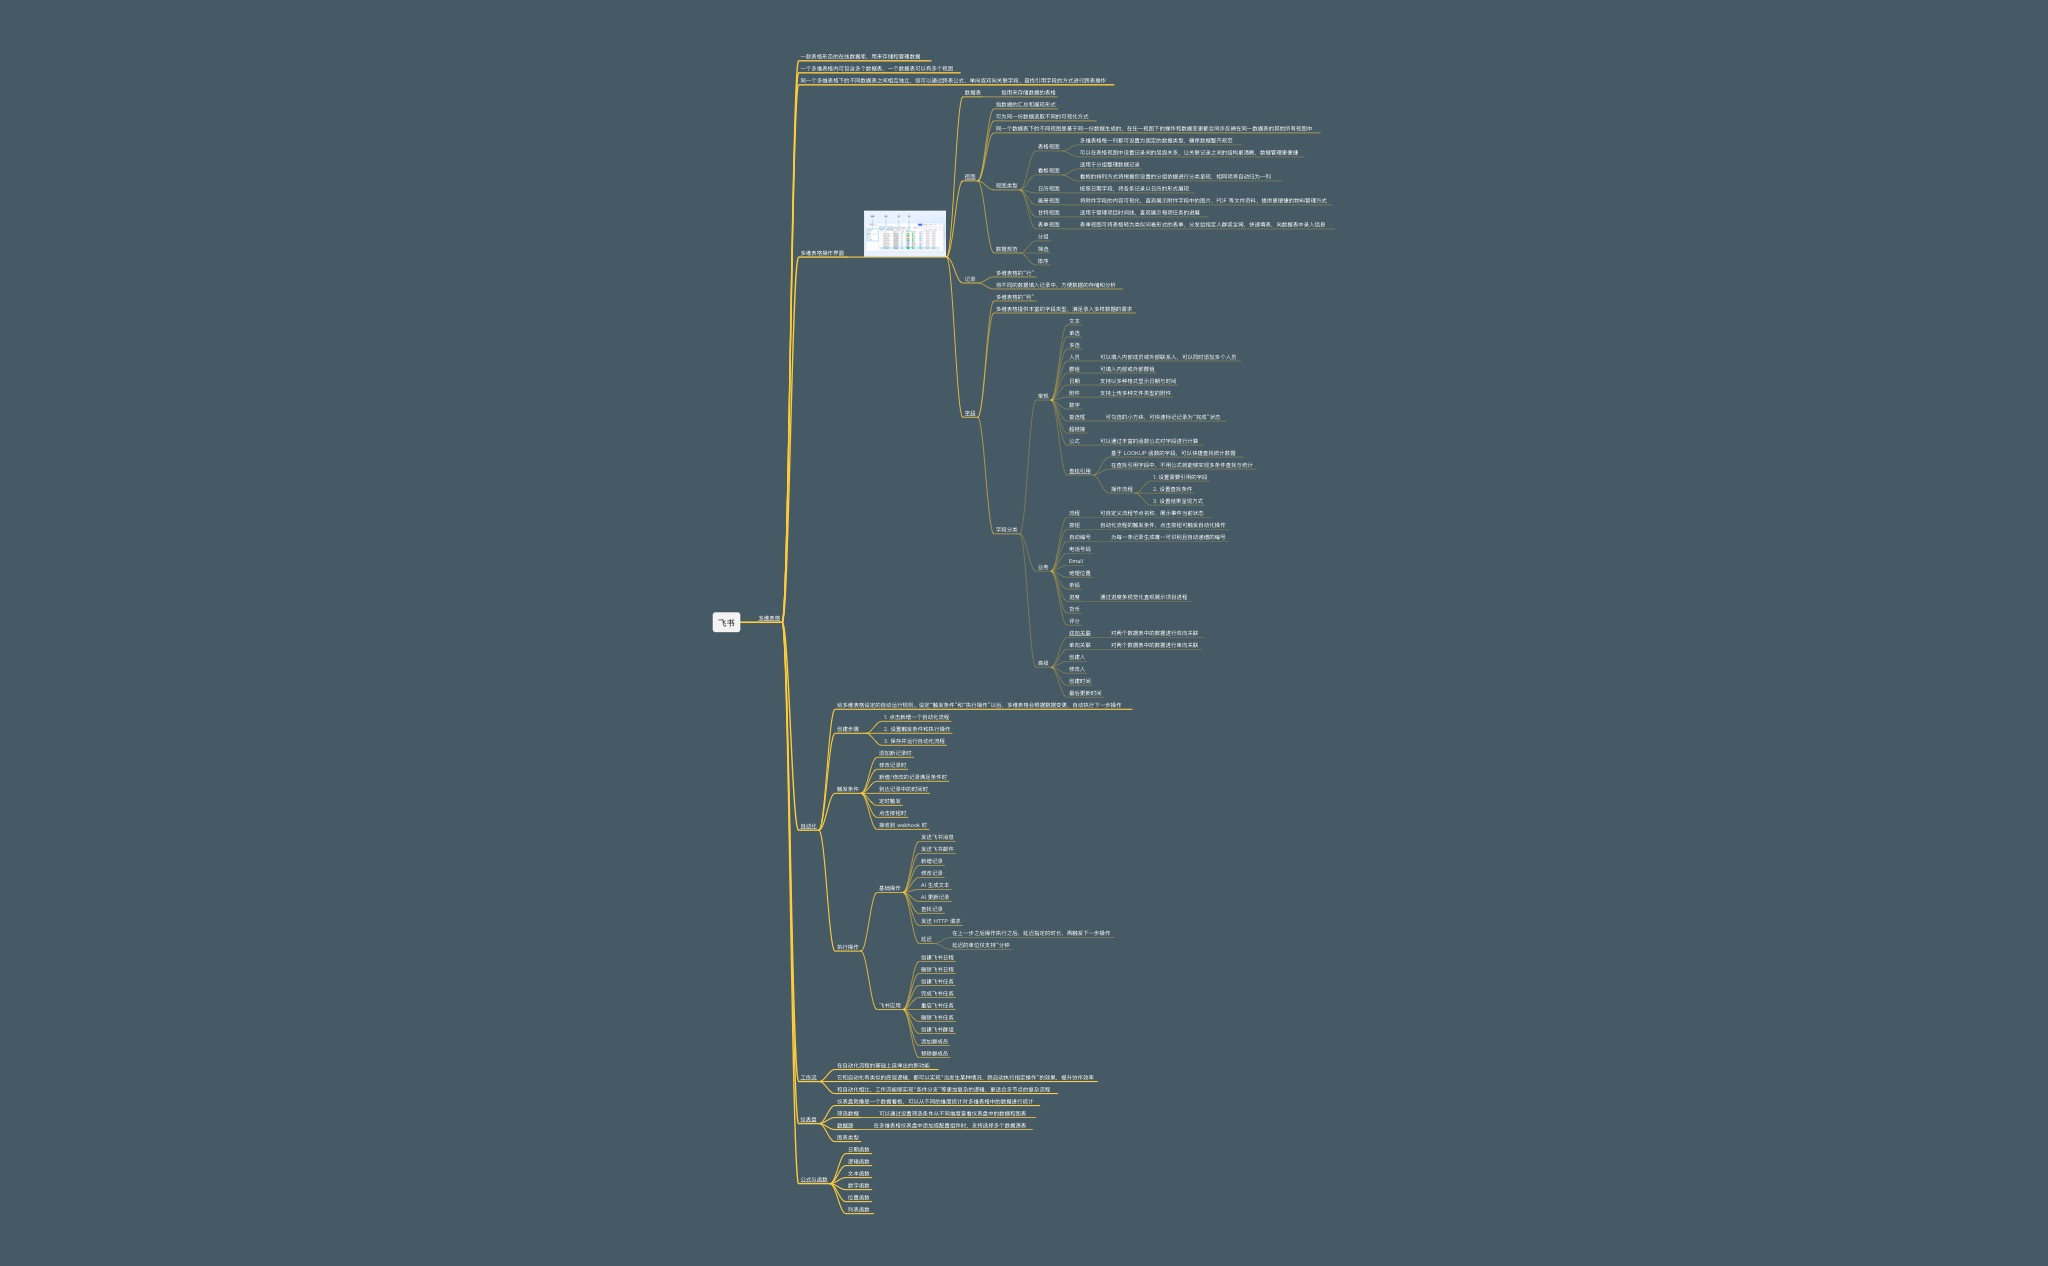 一款表格形态的在线数据库，用来存储和管理数据
一个多维表格内可包含多个数据表，一个数据表可以有多个视图
同一个多维表格下的不同数据表之间相互独立，但可以通过跨表公式、单向或双向关联字段、查找引用字段的方式进行跨表操作
数据表
指用来存储数据的表格
指数据的汇总和展现形式
可为同一份数据选取不同的可视化方式
同一个数据表下的不同视图是基于同一份数据生成的，在任一视图下的操作和数据变更都会同步反映在同一数据表的其他所有视图中
表格视图
多维表格每一列都可设置为固定的数据类型，确保数据整齐规范
可以在表格视图中设置记录间的层级关系，让关联记录之间的结构更清晰，数据管理更便捷
看板视图
适用于分组整理数据记录
看板的排列方式将根据你设置的分组依据进行分类呈现，相同项将自动归为一列
视图
视图类型
日历视图
根据日期字段，将各条记录以日历的形式展现
画册视图
将附件字段的内容可视化，直观展示附件字段中的图片、PDF 等文件资料，提供更便捷的物料管理方式
甘特视图
适用于管理项目时间线，直观展示每项任务的进展
表单视图
表单视图可将表格转为类似问卷形式的表单，分发给指定人群或全网，快速填表，向数据表中录入信息
分组
数据规范
筛选
排序
多维表格操作界面
记录
多维表格的“行”
将不同的数据填入记录中，方便数据的存储和分析
多维表格的“列”
多维表格提供丰富的字段类型，满足录入多样数据的需求
文本
单选
多选
人员
可以填入内部成员或外部联系人，可以同时添加多个人员
群组
可填入内部或外部群组
日期
支持以多种格式显示日期与时间
附件
支持上传多种文件类型的附件
常规
数字
字段
复选框
可勾选的小方块，可快速标记记录为“完成”状态
超链接
公式
可以通过丰富的函数公式对字段进行计算
查找引用
基于 LOOKUP 函数的字段，可以快捷查找统计数据
在查找引用字段中，不用公式就能够实现多条件查找与统计
操作流程
1. 设置需要引用的字段
2. 设置查找条件
3. 设置结果呈现方式
流程
可自定义流程节点名称，展示事件当前状态
按钮
自动化流程的触发条件，点击按钮可触发自动化操作
字段分类
自动编号
为每一条记录生成唯一可识别且自动递增的编号
电话号码
Email
业务
地理位置
条码
进度
通过进度条视觉化直观展示项目进程
货币
评分
飞书
多维表格
双向关联
对两个数据表中的数据进行双向关联
单向关联
对两个数据表中的数据进行单向关联
高级
创建人
修改人
创建时间
最后更新时间
给多维表格设定的自动运行规则，设定“触发条件”和“执行操作”以后，多维表格会根据数据变更，自动执行下一步操作
创建步骤
1. 点击新增一个自动化流程
2. 设置触发条件和执行操作
3. 保存并运行自动化流程
添加新记录时
修改记录时
新增/修改的记录满足条件时
触发条件
到达记录中的时间时
定时触发
点击按钮时
接收到 webhook 时
自动化
发送飞书消息
发送飞书邮件
新增记录
修改记录
基础操作
AI 生成文本
AI 更新记录
查找记录
发送 HTTP 请求
延迟
在上一步之后操作执行之后，延迟指定的时长，再触发下一步操作
延迟的单位仅支持“分钟
执行操作
创建飞书日程
删除飞书日程
创建飞书任务
完成飞书任务
飞书应用
重启飞书任务
删除飞书任务
创建飞书群组
添加群成员
移除群成员
工作流
在自动化流程的基础上延伸出的新功能
它和自动化有类似的底层逻辑，都可以实现“当发生某种情况，就自动执行指定操作”的效果，提升协作效率
和自动化相比，工作流能够实现“条件分支”等更加复杂的逻辑，更适合多节点的复杂流程
仪表盘
仪表盘就像是一个数据看板，可以从不同的维度统计对多维表格中的数据进行统计
筛选数据
可以通过设置筛选条件从不同维度查看仪表盘中的数据和图表
数据源
在多维表格仪表盘中添加或配置组件时，支持选择多个数据源表
图表类型
日期函数
逻辑函数
公式与函数
文本函数
数字函数
位置函数
列表函数